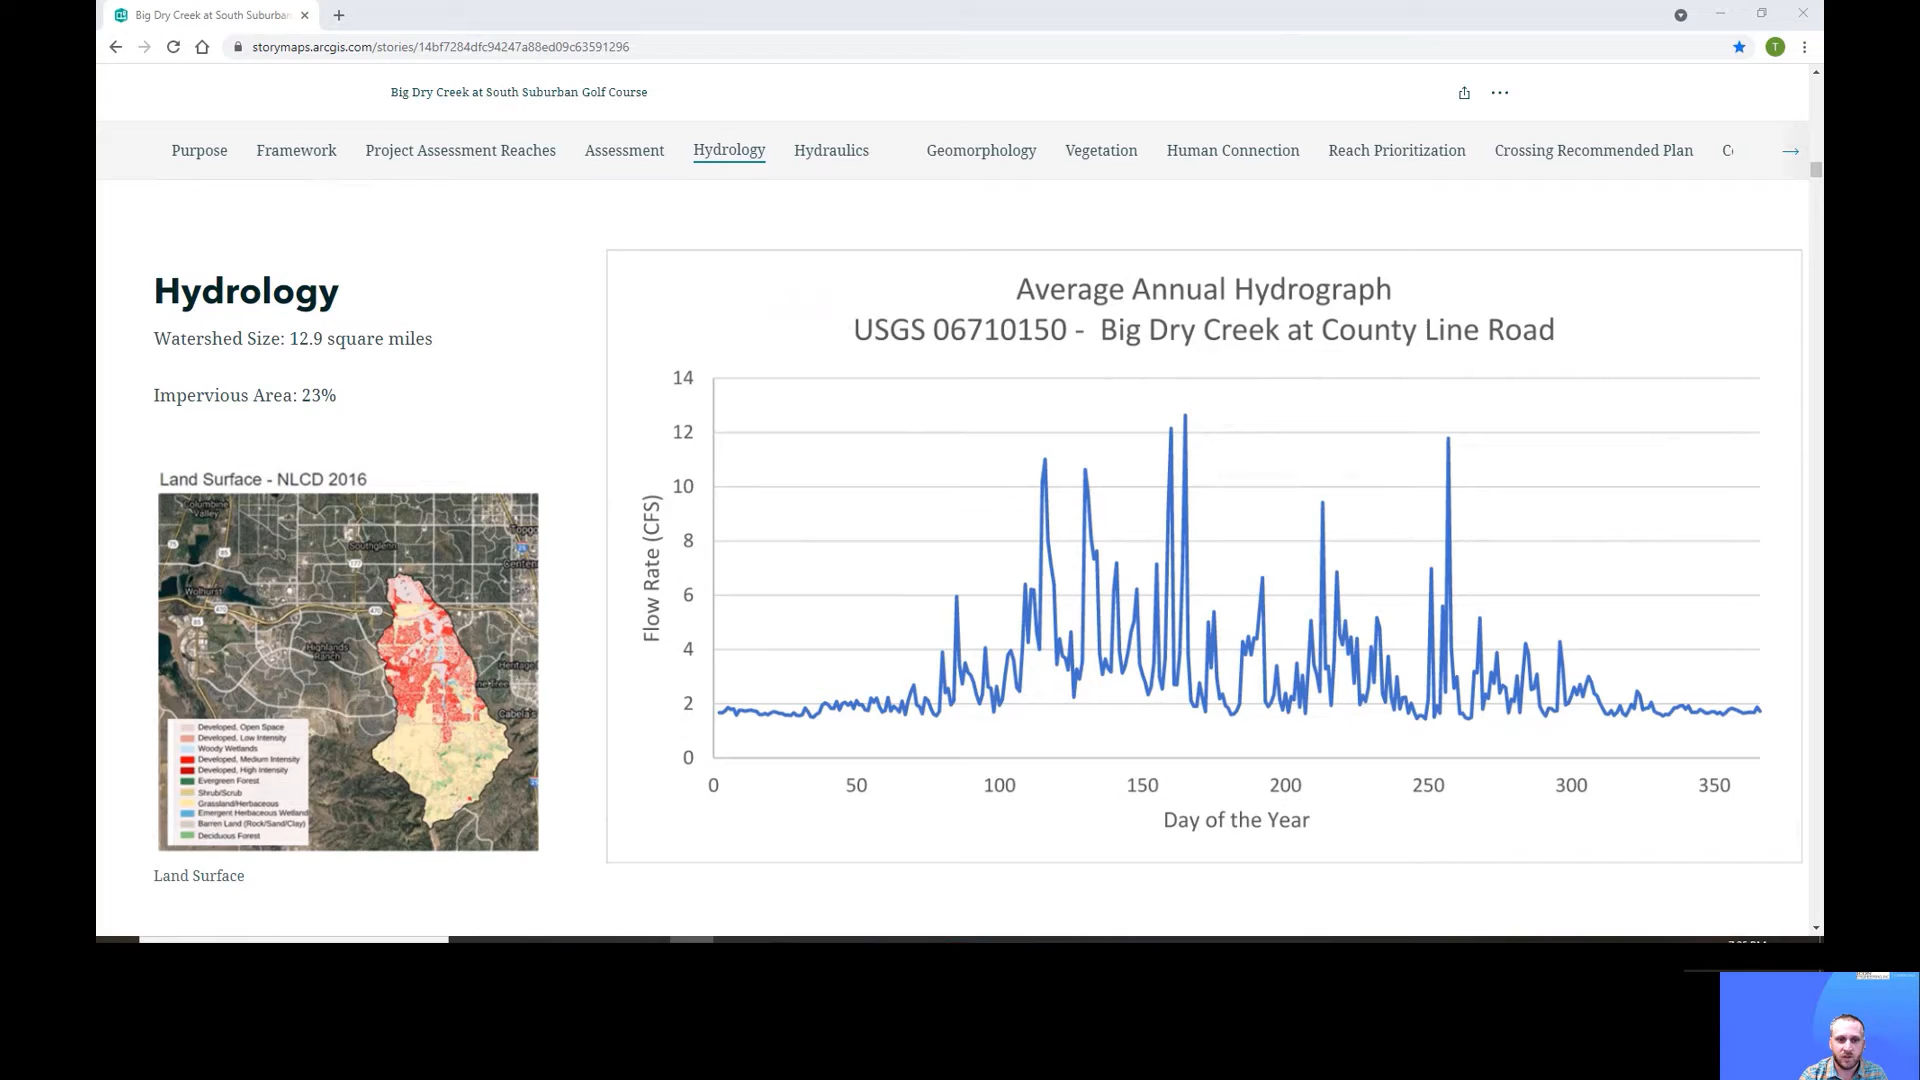 Big Dry Creek at South Suburban
storymaps.arcgis.com/stories/14bf7284dfc94247a88ed09c63591296
T
Big Dry Creek at South Suburban Golf Course
Purpose Framework Project Assessment Reaches Assessment Hydrology Hydraulics Geomorphology Vegetation Human Connection Reach Prioritization Crossing Recommended Plan
Hydrology
Watershed Size: 12.9 square miles
Impervious Area: 23%
Land Surface - NLCD 2016
Columbine
Valley
Southglenn
Wolhurst
Highlands
Ranch
Developed, Open Space
Developed, Low Intensity
Woody Wetlands
Developed, Medium Intensity
Developed, High Intensity
Evergreen Forest
Shrub/Scrub
Grassland/Herbaceous
Emergent Herbaceous Wetland
Barren Land (Rock/Sand/Clay)
Deciduous Forest
Land Surface
Average Annual Hydrograph
USGS 06710150 - Big Dry Creek at County Line Road
Flow Rate (CFS)
14
12
10
8
6
4
2
0
0 50 100 150 200 250 300 350
Day of the Year